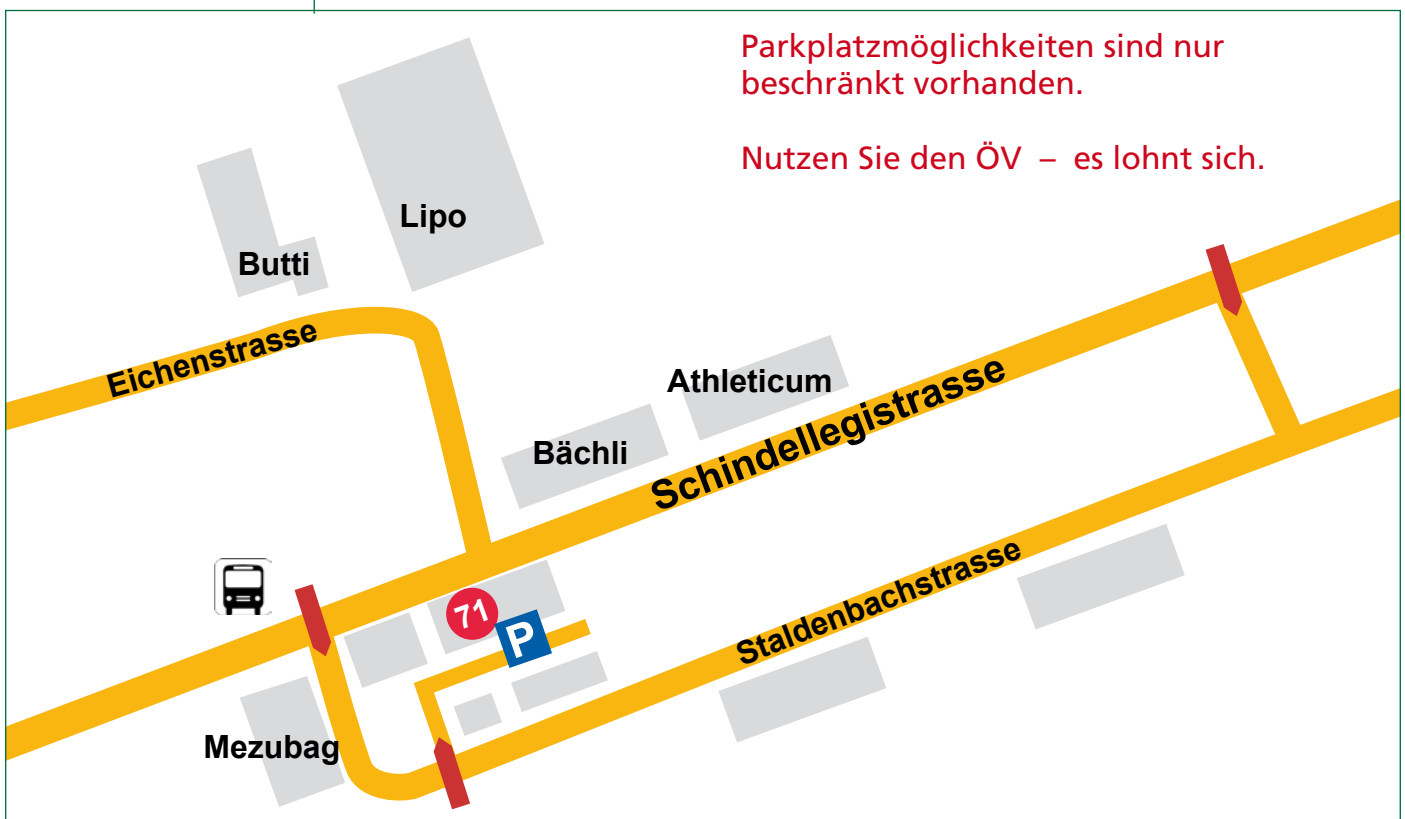 Parkplatzmöglichkeiten sind nur
beschränkt vorhanden.
Nutzen Sie den ÖV – es lohnt sich.
Lipo
Butti
Eichenstrasse
Athleticum
Schindellegistrasse
Bächli
71
P
Staldenbachstrasse
Mezubag